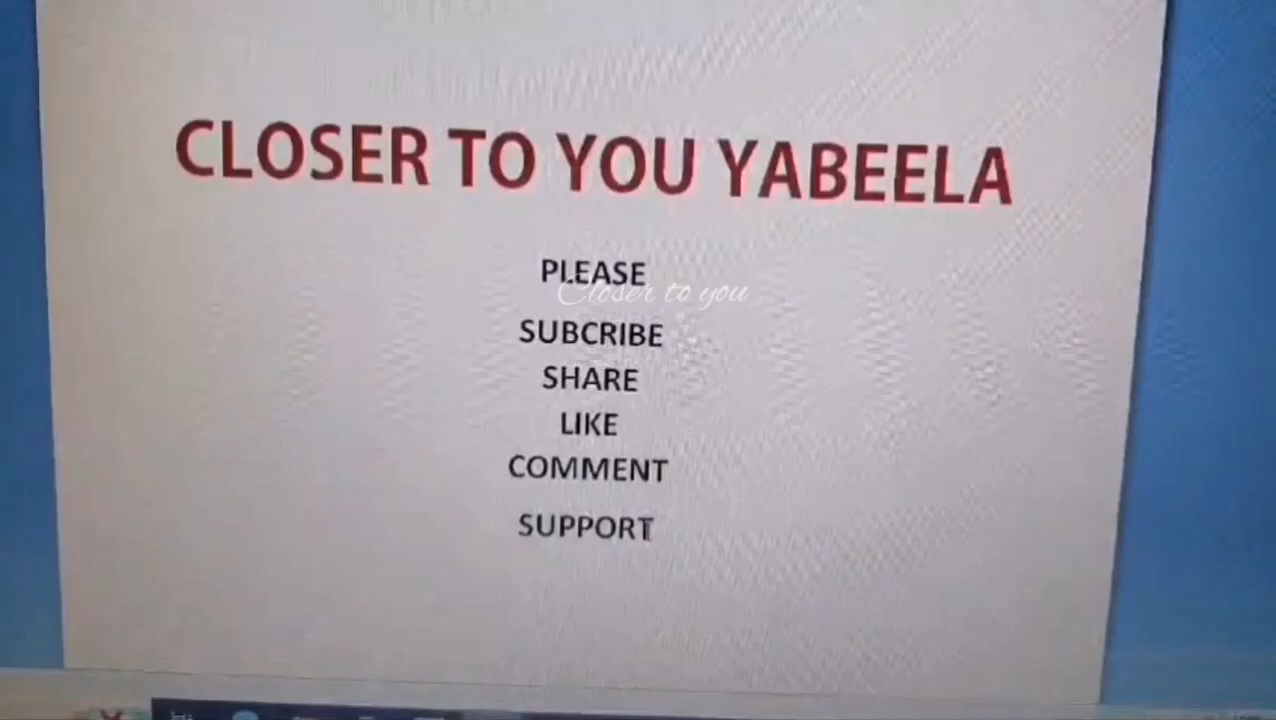 CLOSER TO YOU YABEELA
PLEASE
Closer to you
SUBCRIBE
SHARE
LIKE
COMMENT
SUPPORT